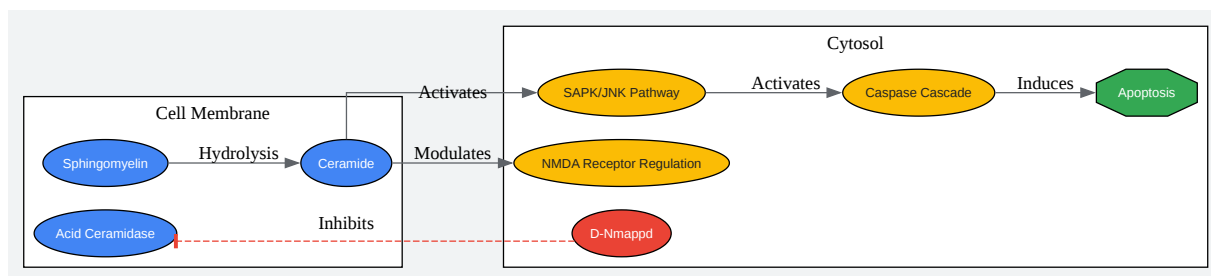 Cytosol
Activates
SAPK/JNK Pathway
Activates
Caspase Cascade
Induces
Apoptosis
Cell Membrane
Sphingomyelin
Hydrolysis
Ceramide
Modulates
NMDA Receptor Regulation
Acid Ceramidase
Inhibits
D-Nmappd